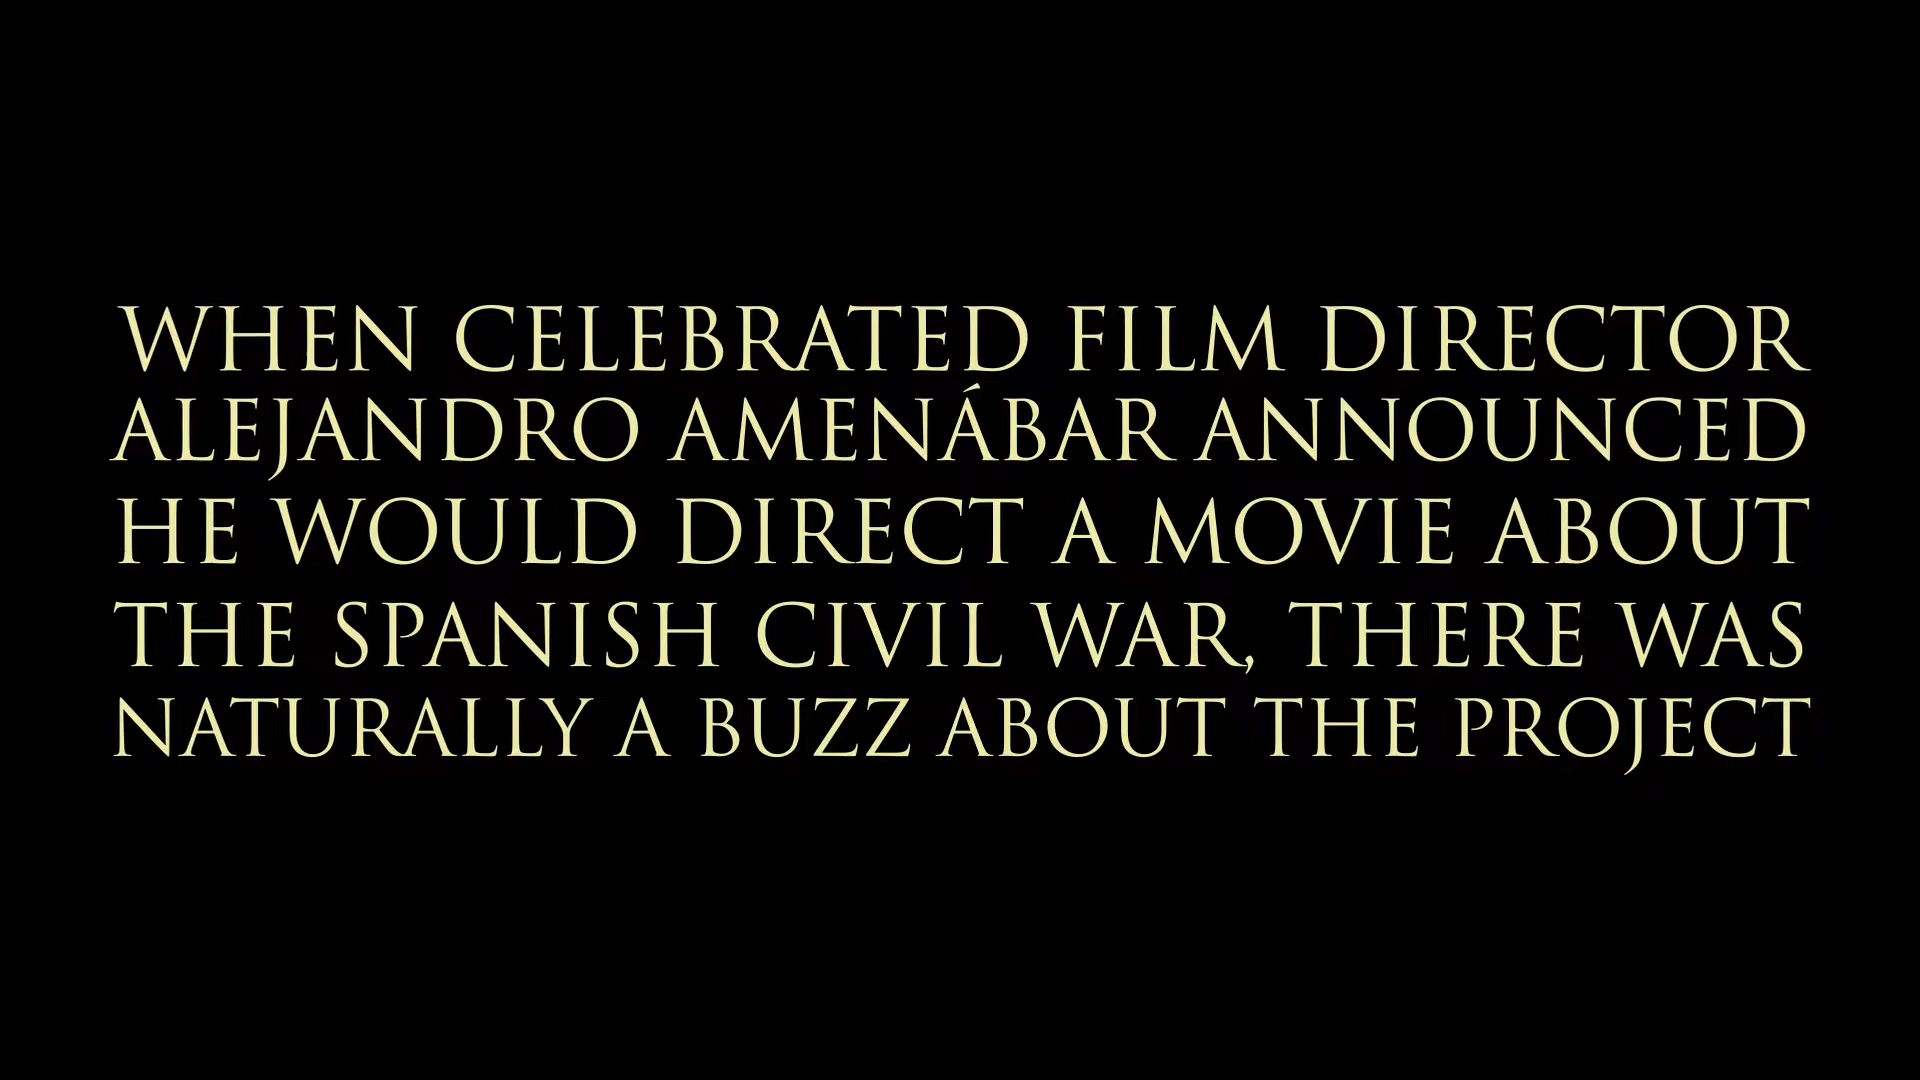 WHEN CELEBRATED FILM DIRECTOR
ALEJANDRO AMENÁBAR ANNOUNCED
HE WOULD DIRECT A MOVIE ABOUT
THE SPANISH CIVIL WAR, THERE WAS
NATURALLY A BUZZ ABOUT THE PROJECT